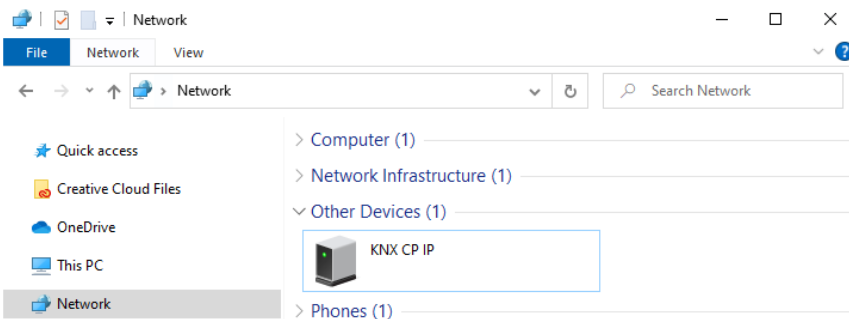 Network
File Network View ?
Network Search Network
Quick access
Creative Cloud Files
OneDrive
This PC
Network
Computer (1)
Network Infrastructure (1)
Other Devices (1)
KNX CP IP
Phones (1)